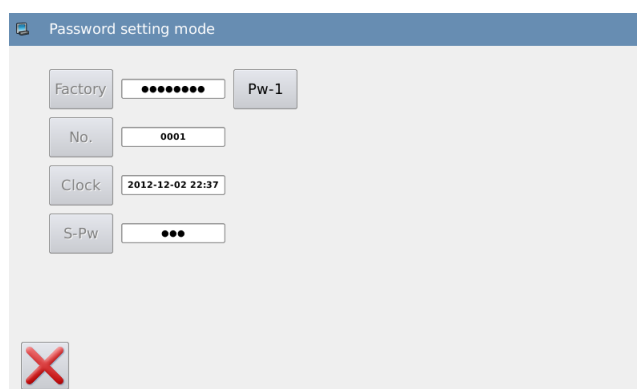 Password setting mode
Factory ●●●●●●●● Pw-1
No. 0001
Clock 2012-12-02 22:37
S-Pw ●●●